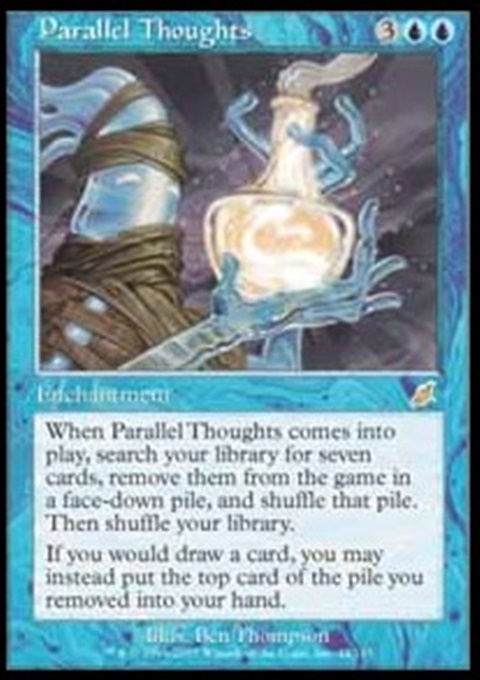 Parallel Thoughts 3
Enchantment
When Parallel Thoughts comes into
play, search your library for seven
cards, remove them from the game in
a face-down pile, and shuffle that pile.
Then shuffle your library.
If you would draw a card, you may
instead put the top card of the pile you
removed into your hand.
Illus. Ben Thompson